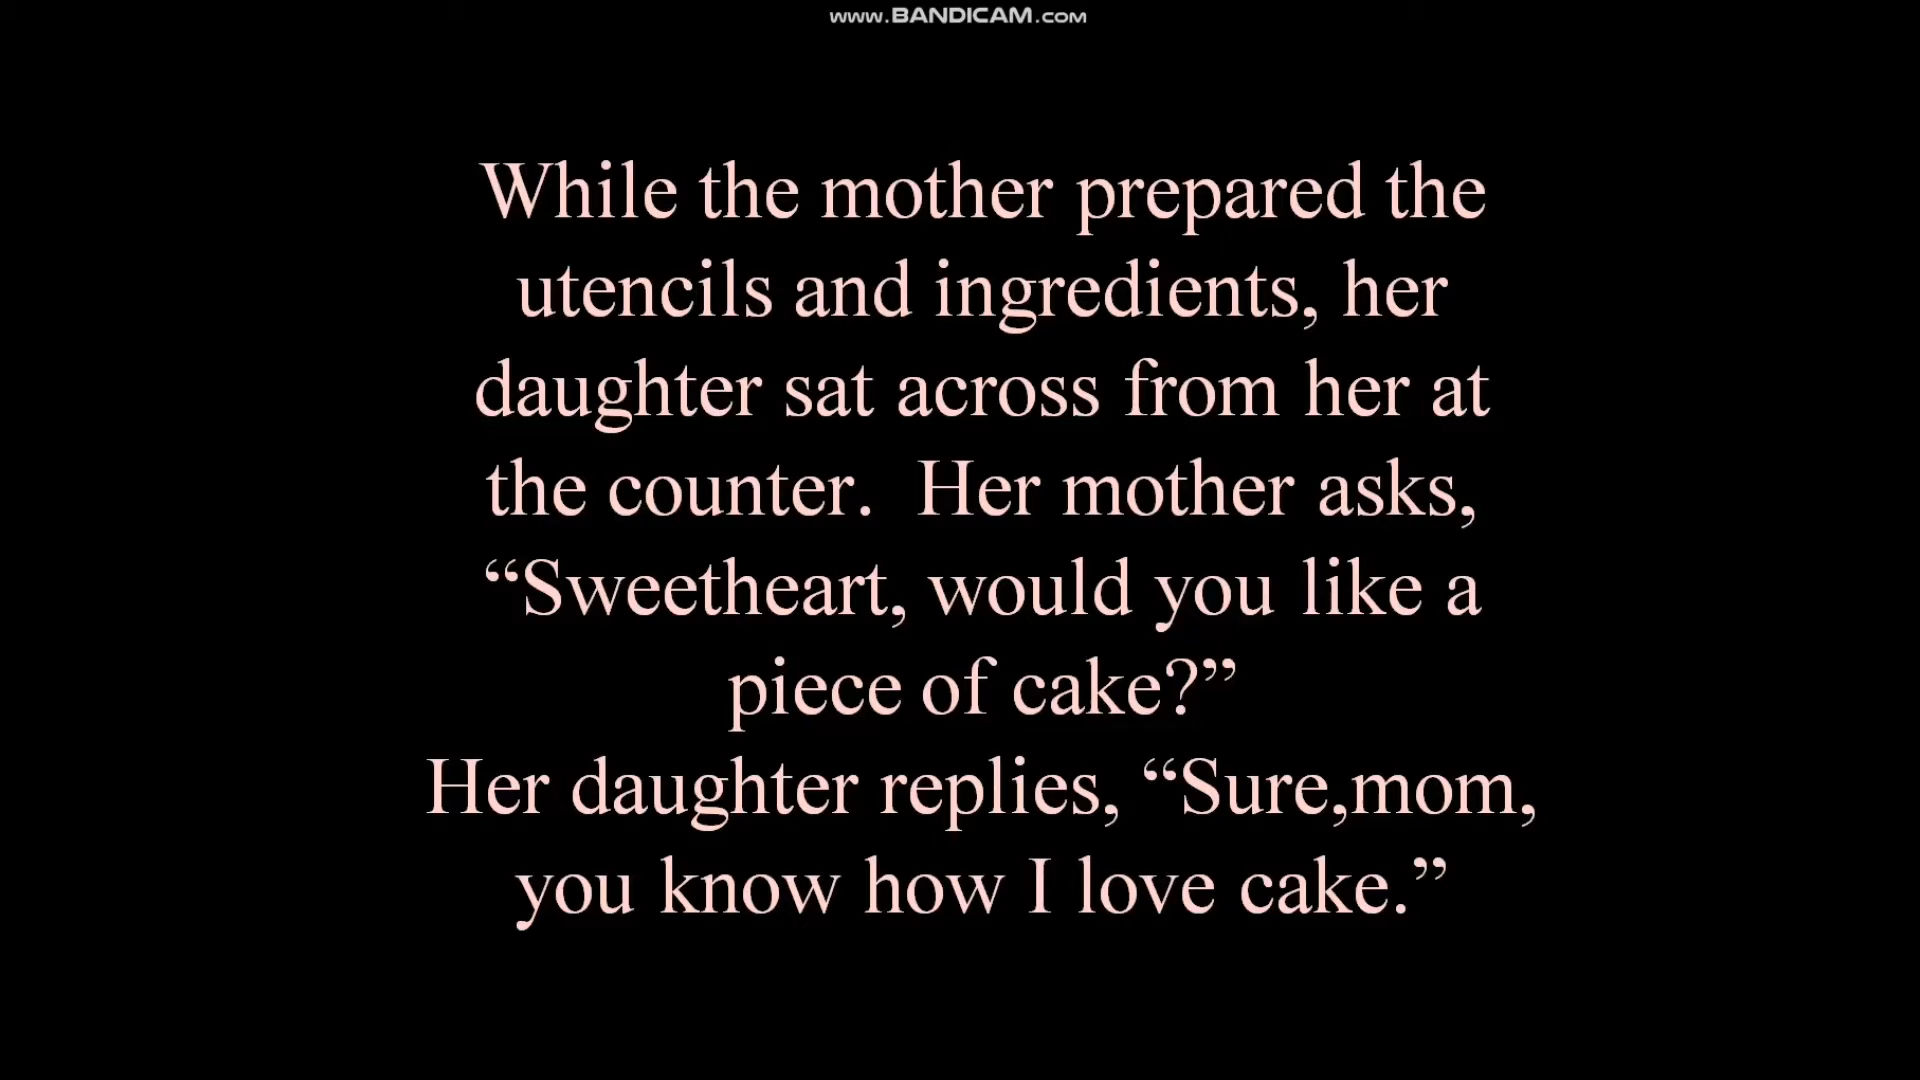 www.BANDICAM.com
While the mother prepared the
utencils and ingredients, her
daughter sat across from her at
the counter.  Her mother asks,
“Sweetheart, would you like a
piece of cake?”
Her daughter replies, “Sure,mom,
you know how I love cake.”